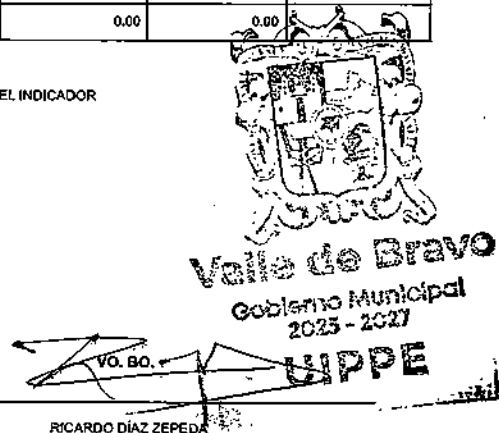 0.00 0.00
EL INDICADOR
Valle de Bravo
Gobierno Municipal
2025 - 2027
UIPPE
VO. BO.
RICARDO DÍAZ ZEPEDA